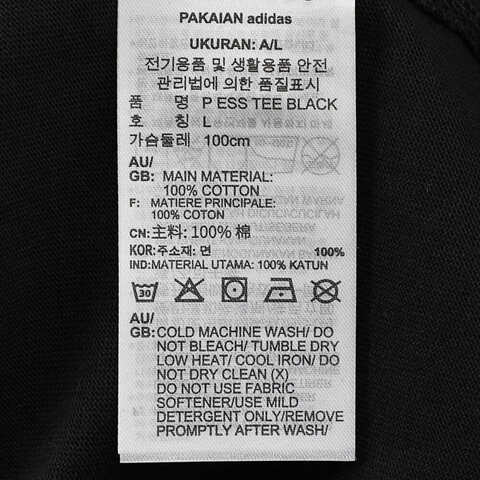 PAKAIAN adidas
UKURAN: A/L
전기용품 및 생활용품 안전
관리법에 의한 품질표시
품 명 P ESS TEE BLACK
호 칭 L
가슴둘레 100cm
AU/
GB: MAIN MATERIAL:
100% COTTON
F: MATIERE PRINCIPALE:
100% COTON
CN: 主料: 100% 棉
KOR: 주소재: 면 100%
IND: MATERIAL UTAMA: 100% KATUN
30
AU/
GB: COLD MACHINE WASH/ DO
NOT BLEACH/ TUMBLE DRY
LOW HEAT/ COOL IRON/ DO
NOT DRY CLEAN (X)
DO NOT USE FABRIC
SOFTENER/USE MILD
DETERGENT ONLY/REMOVE
PROMPTLY AFTER WASH/